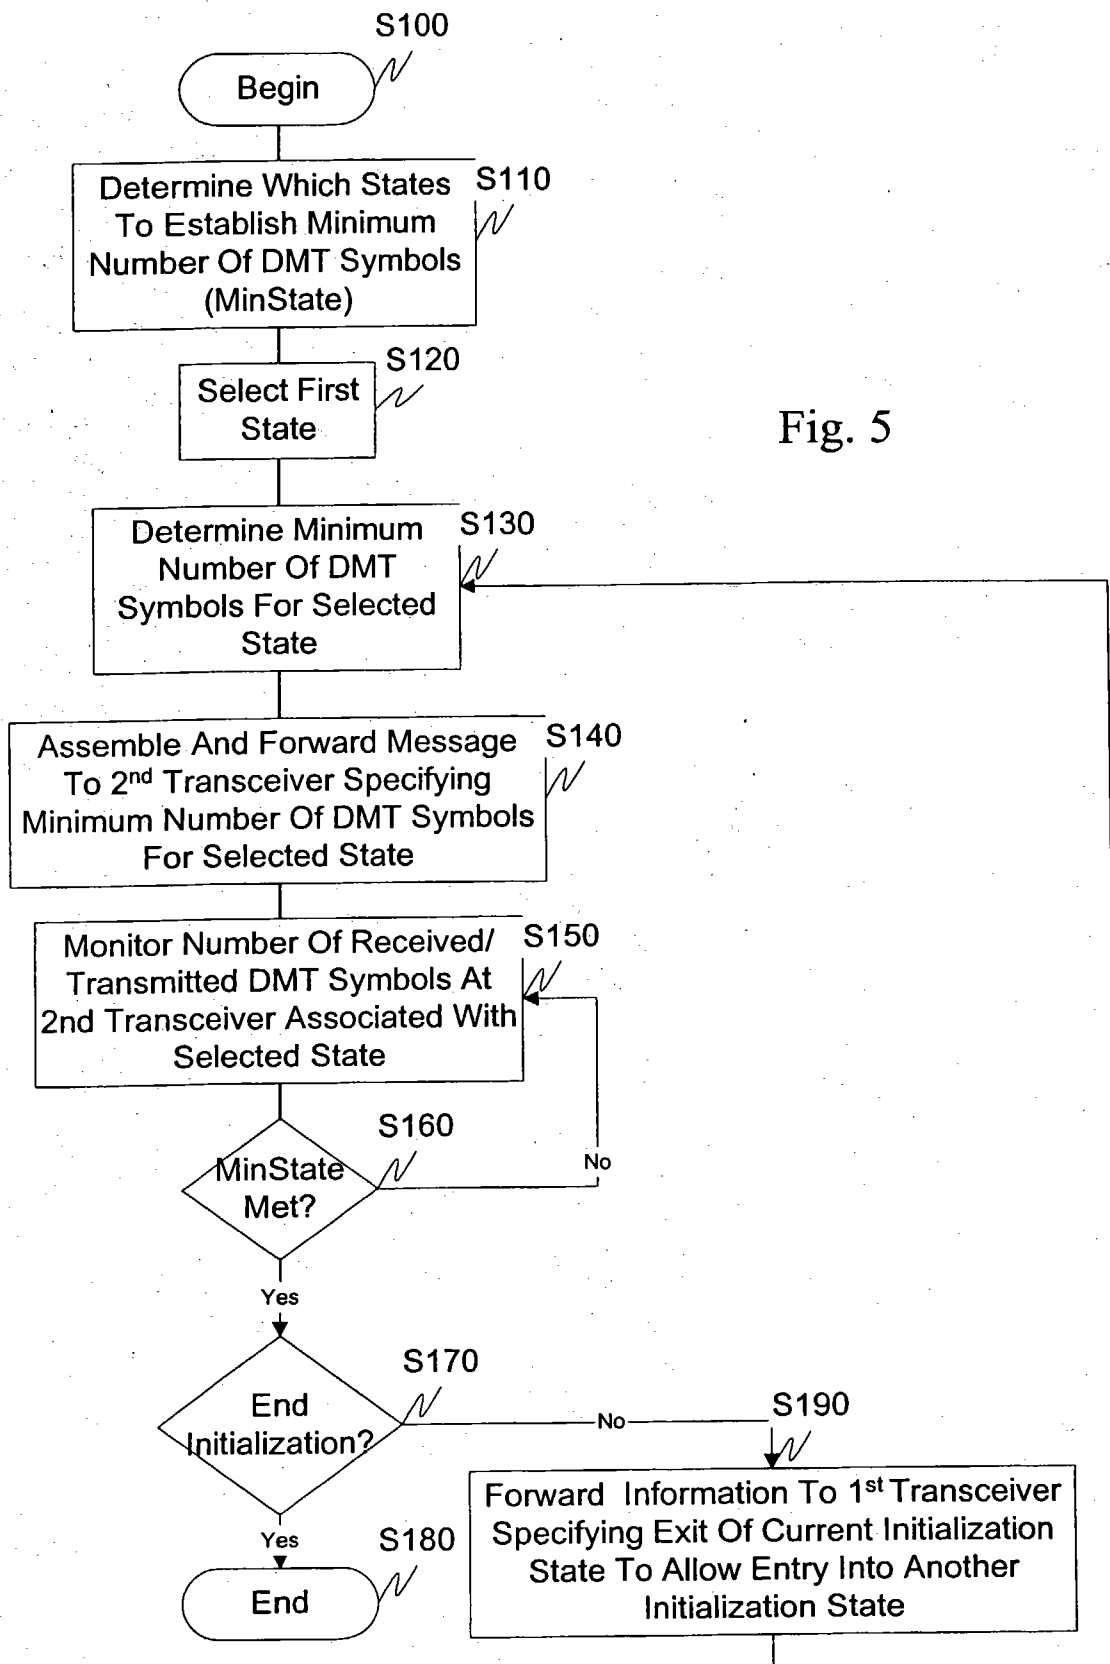 S100
Begin
Determine Which States
To Establish Minimum
Number Of DMT Symbols
(MinState)
S110
S120
Select First
State
Fig. 5
Determine Minimum
Number Of DMT
Symbols For Selected
State
S130
Assemble And Forward Message
To 2nd Transceiver Specifying
Minimum Number Of DMT Symbols
For Selected State
S140
Monitor Number Of Received/
Transmitted DMT Symbols At
2nd Transceiver Associated With
Selected State
S150
S160
MinState
Met?
No
Yes
S170
End
Initialization?
No
S190
Forward Information To 1st Transceiver
Specifying Exit Of Current Initialization
State To Allow Entry Into Another
Initialization State
Yes
S180
End